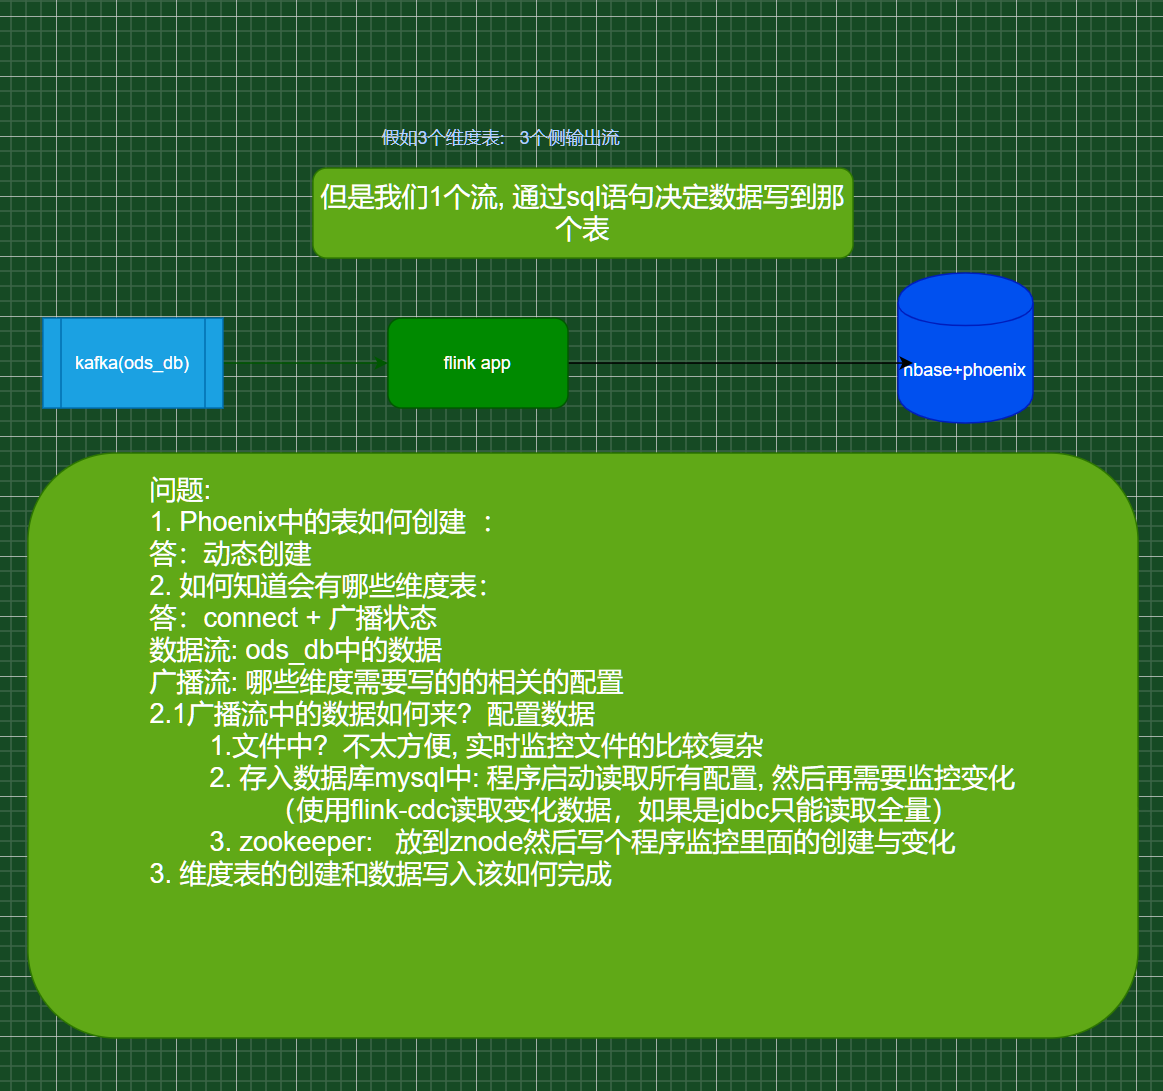 假如3个维度表: 3个侧输出流
但是我们1个流, 通过sql语句决定数据写到那
个表
kafka(ods_db)
flink app
hbase+phoenix
问题:
1. Phoenix中的表如何创建 ：
答：动态创建
2. 如何知道会有哪些维度表：
答：connect + 广播状态
数据流: ods_db中的数据
广播流: 哪些维度需要写的的相关的配置
2.1广播流中的数据如何来？配置数据
1.文件中？不太方便, 实时监控文件的比较复杂
2. 存入数据库mysql中: 程序启动读取所有配置, 然后再需要监控变化
（使用flink-cdc读取变化数据，如果是jdbc只能读取全量）
3. zookeeper: 放到znode然后写个程序监控里面的创建与变化
3. 维度表的创建和数据写入该如何完成